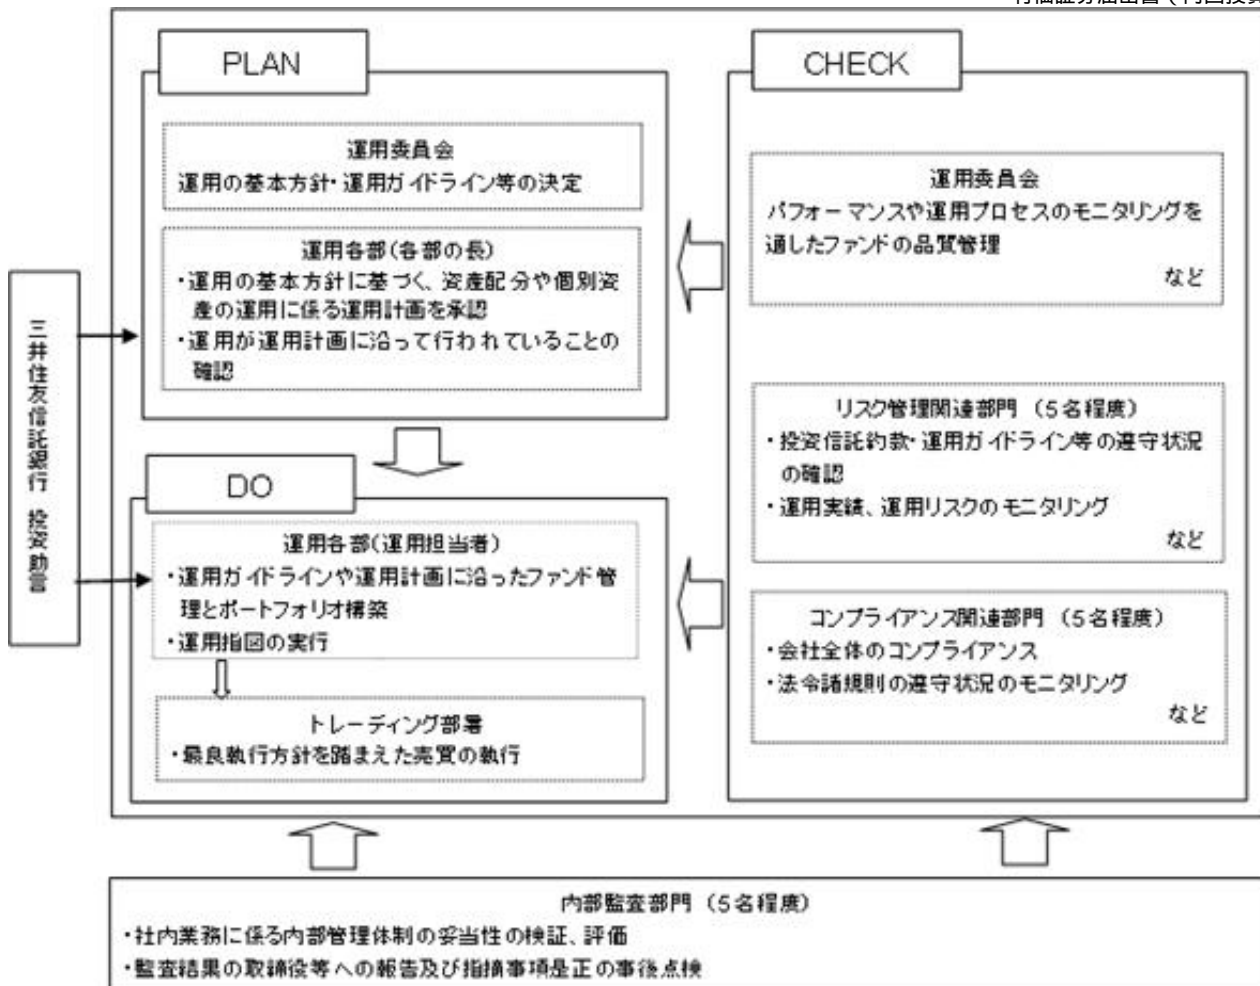 PLAN
運用委員会
運用の基本方針・運用ガイドライン等の決定
運用各部(各部の長)
・運用の基本方針に基づく、資産配分や個別資
産の運用に係る運用計画を承認
・運用が運用計画に沿って行われていることの
確認
三井住友信託銀行 投資助言
DO
運用各部(運用担当者)
・運用ガイドラインや運用計画に沿ったファンド管
理とポートフォリオ構築
・運用指図の実行
トレーディング部署
・最良執行方針を踏まえた売買の執行
CHECK
運用委員会
パフォーマンスや運用プロセスのモニタリングを
通したファンドの品質管理
など
リスク管理関連部門 (5名程度)
・投資信託約款・運用ガイドライン等の遵守状況
の確認
・運用実績、運用リスクのモニタリング
など
コンプライアンス関連部門 (5名程度)
・会社全体のコンプライアンス
・法令諸規則の遵守状況のモニタリング
など
内部監査部門 (5名程度)
・社内業務に係る内部管理体制の妥当性の検証、評価
・監査結果の取締役等への報告及び指摘事項是正の事後点検